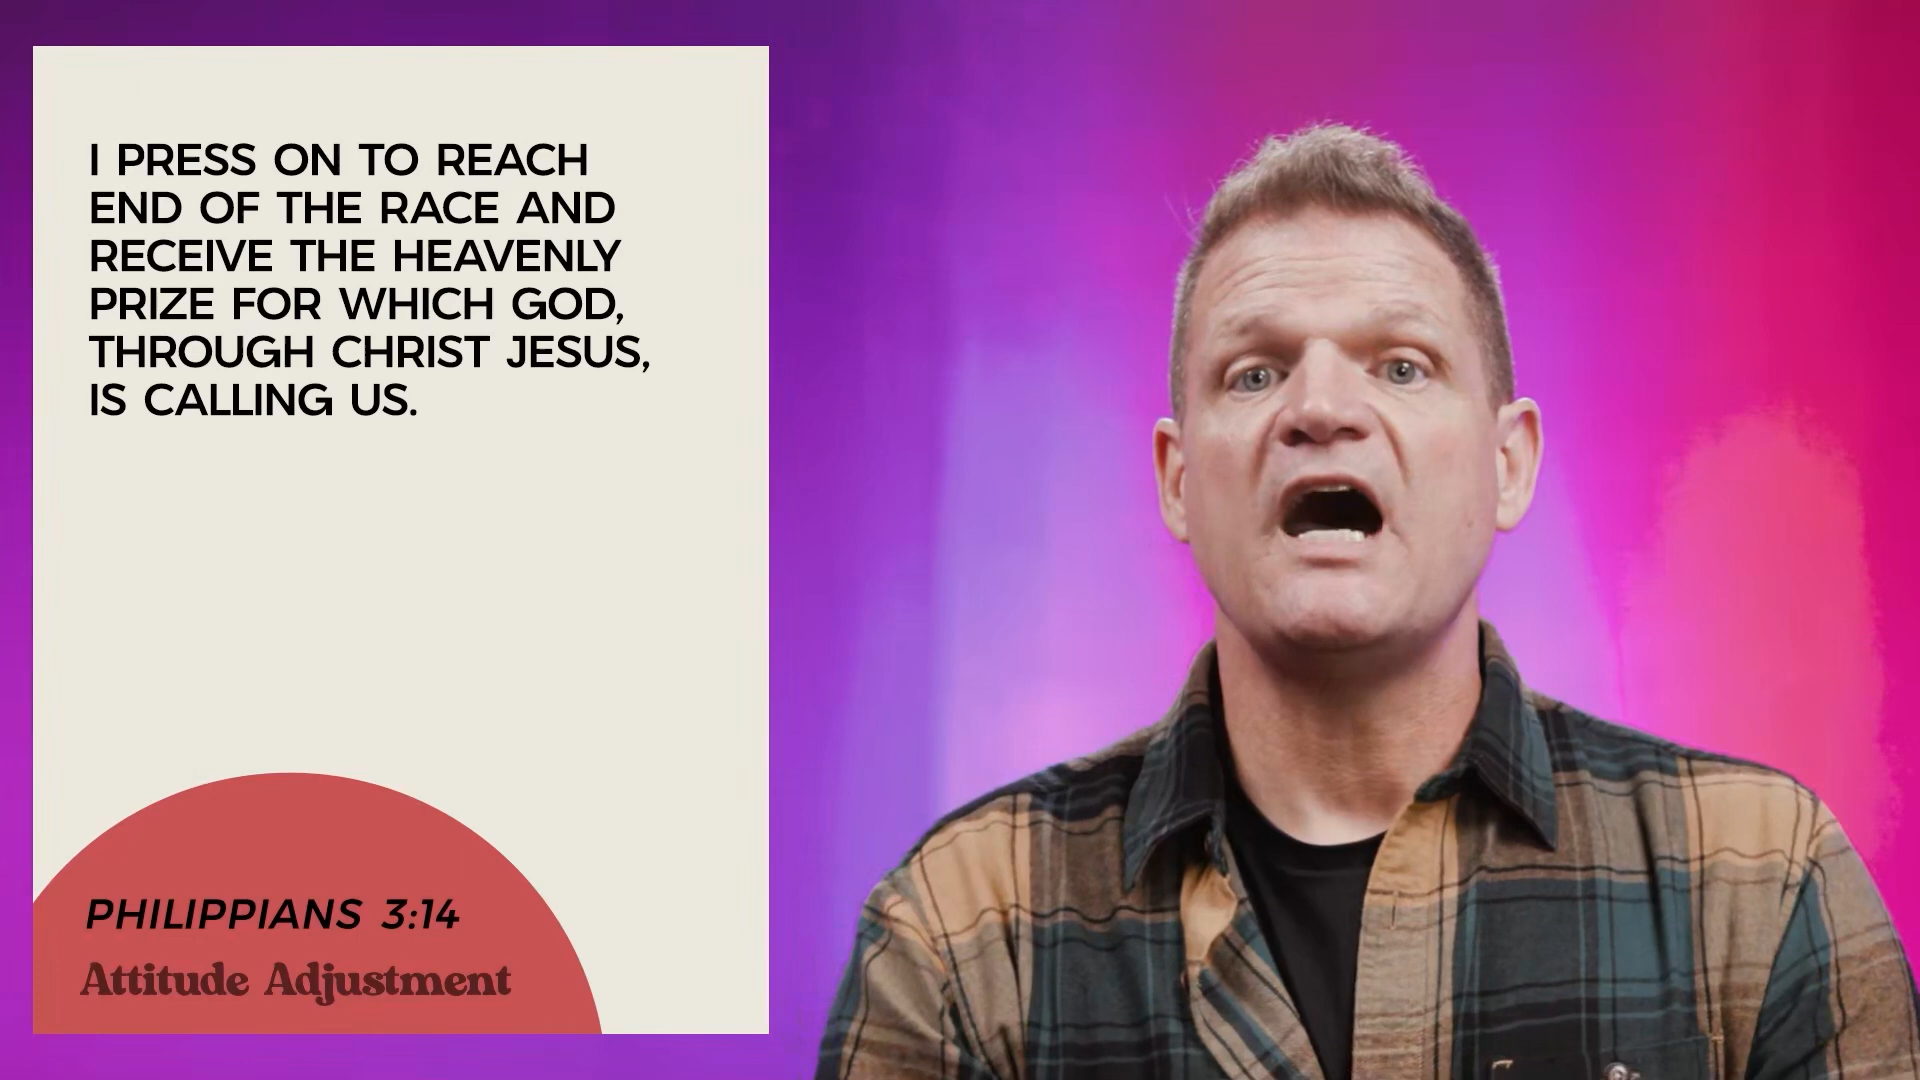 I PRESS ON TO REACH
END OF THE RACE AND
RECEIVE THE HEAVENLY
PRIZE FOR WHICH GOD,
THROUGH CHRIST JESUS,
IS CALLING US.
PHILIPPIANS 3:14
Attitude Adjustment